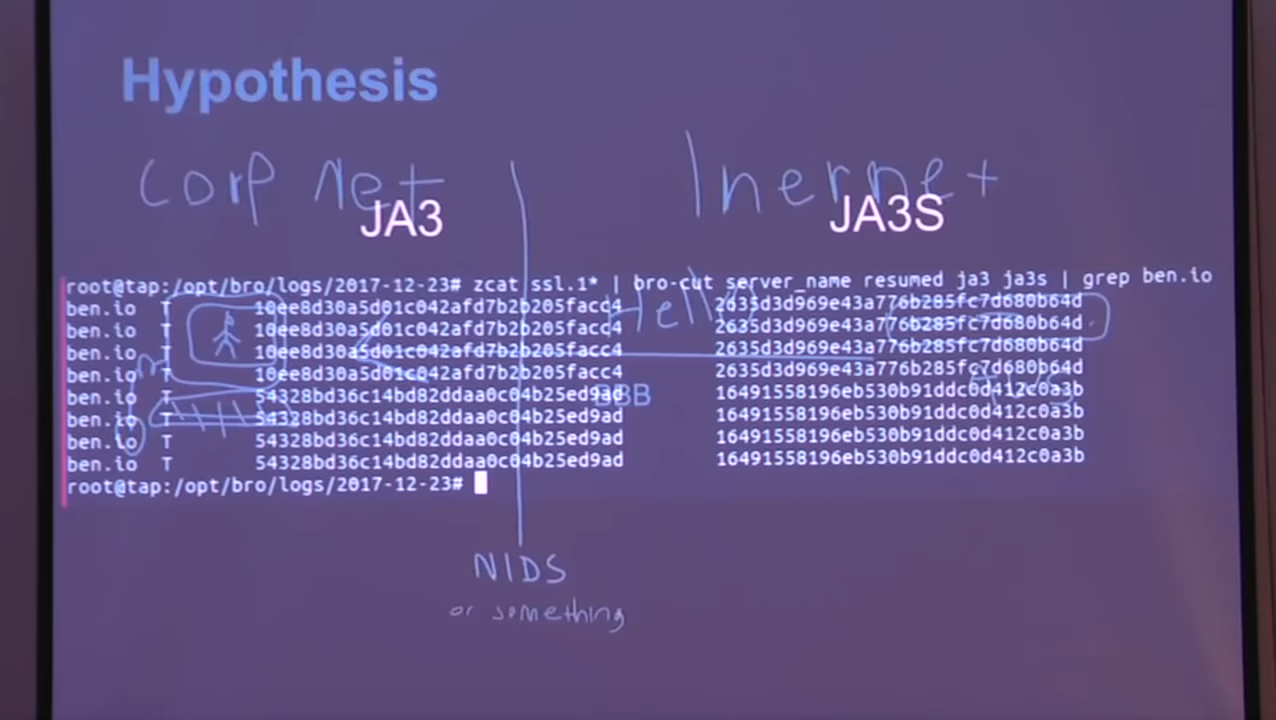 Hypothesis
Corp Net
Inerne+
JA3
JA3S
root@tap:/opt/bro/logs/2017-12-23# zcat ssl.1* | bro-cut server_name resumed ja3 ja3s | grep ben.io
ben.io T 10ee8d30a5d01c042afd7b2b205facc4 2635d3d969e43a776b285fc7d680b64d
ben.io T 10ee8d30a5d01c042afd7b2b205facc4 2635d3d969e43a776b285fc7d680b64d
ben.io T 10ee8d30a5d01c042afd7b2b205facc4 2635d3d969e43a776b285fc7d680b64d
ben.io T 10ee8d30a5d01c042afd7b2b205facc4 2635d3d969e43a776b285fc7d680b64d
ben.io T 54328bd36c14bd82ddaa0c04b25ed9ad 16491558196eb530b91ddc0d412c0a3b
ben.io T 54328bd36c14bd82ddaa0c04b25ed9ad 16491558196eb530b91ddc0d412c0a3b
ben.io T 54328bd36c14bd82ddaa0c04b25ed9ad 16491558196eb530b91ddc0d412c0a3b
ben.io T 54328bd36c14bd82ddaa0c04b25ed9ad 16491558196eb530b91ddc0d412c0a3b
root@tap:/opt/bro/logs/2017-12-23#
Hello
BBB
NIDS
or something